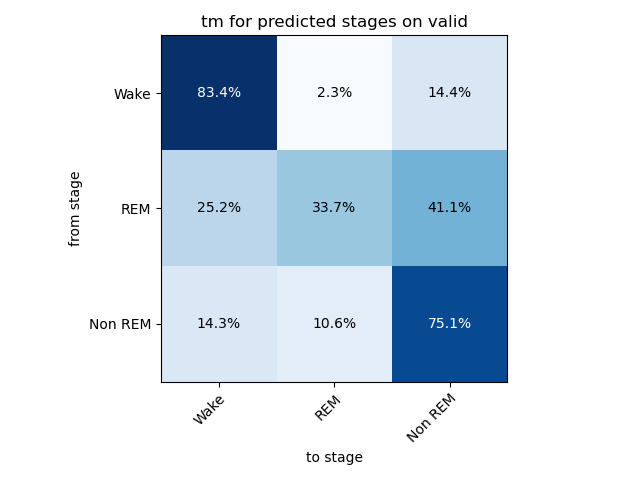 tm for predicted stages on valid
Wake 83.4% 2.3% 14.4%
REM 25.2% 33.7% 41.1%
Non REM 14.3% 10.6% 75.1%
from stage
Wake REM Non REM
to stage